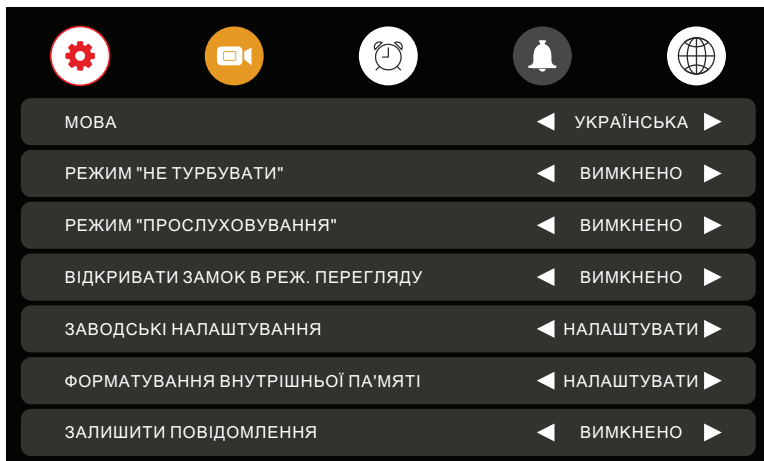 МОВА УКРАЇНСЬКА
РЕЖИМ "НЕ ТУРБУВАТИ" ВИМКНЕНО
РЕЖИМ "ПРОСЛУХОВУВАННЯ" ВИМКНЕНО
ВІДКРИВАТИ ЗАМОК В РЕЖ. ПЕРЕГЛЯДУ ВИМКНЕНО
ЗАВОДСЬКІ НАЛАШТУВАННЯ НАЛАШТУВАТИ
ФОРМАТУВАННЯ ВНУТРІШНЬОЇ ПА'МЯТІ НАЛАШТУВАТИ
ЗАЛИШИТИ ПОВІДОМЛЕННЯ ВИМКНЕНО